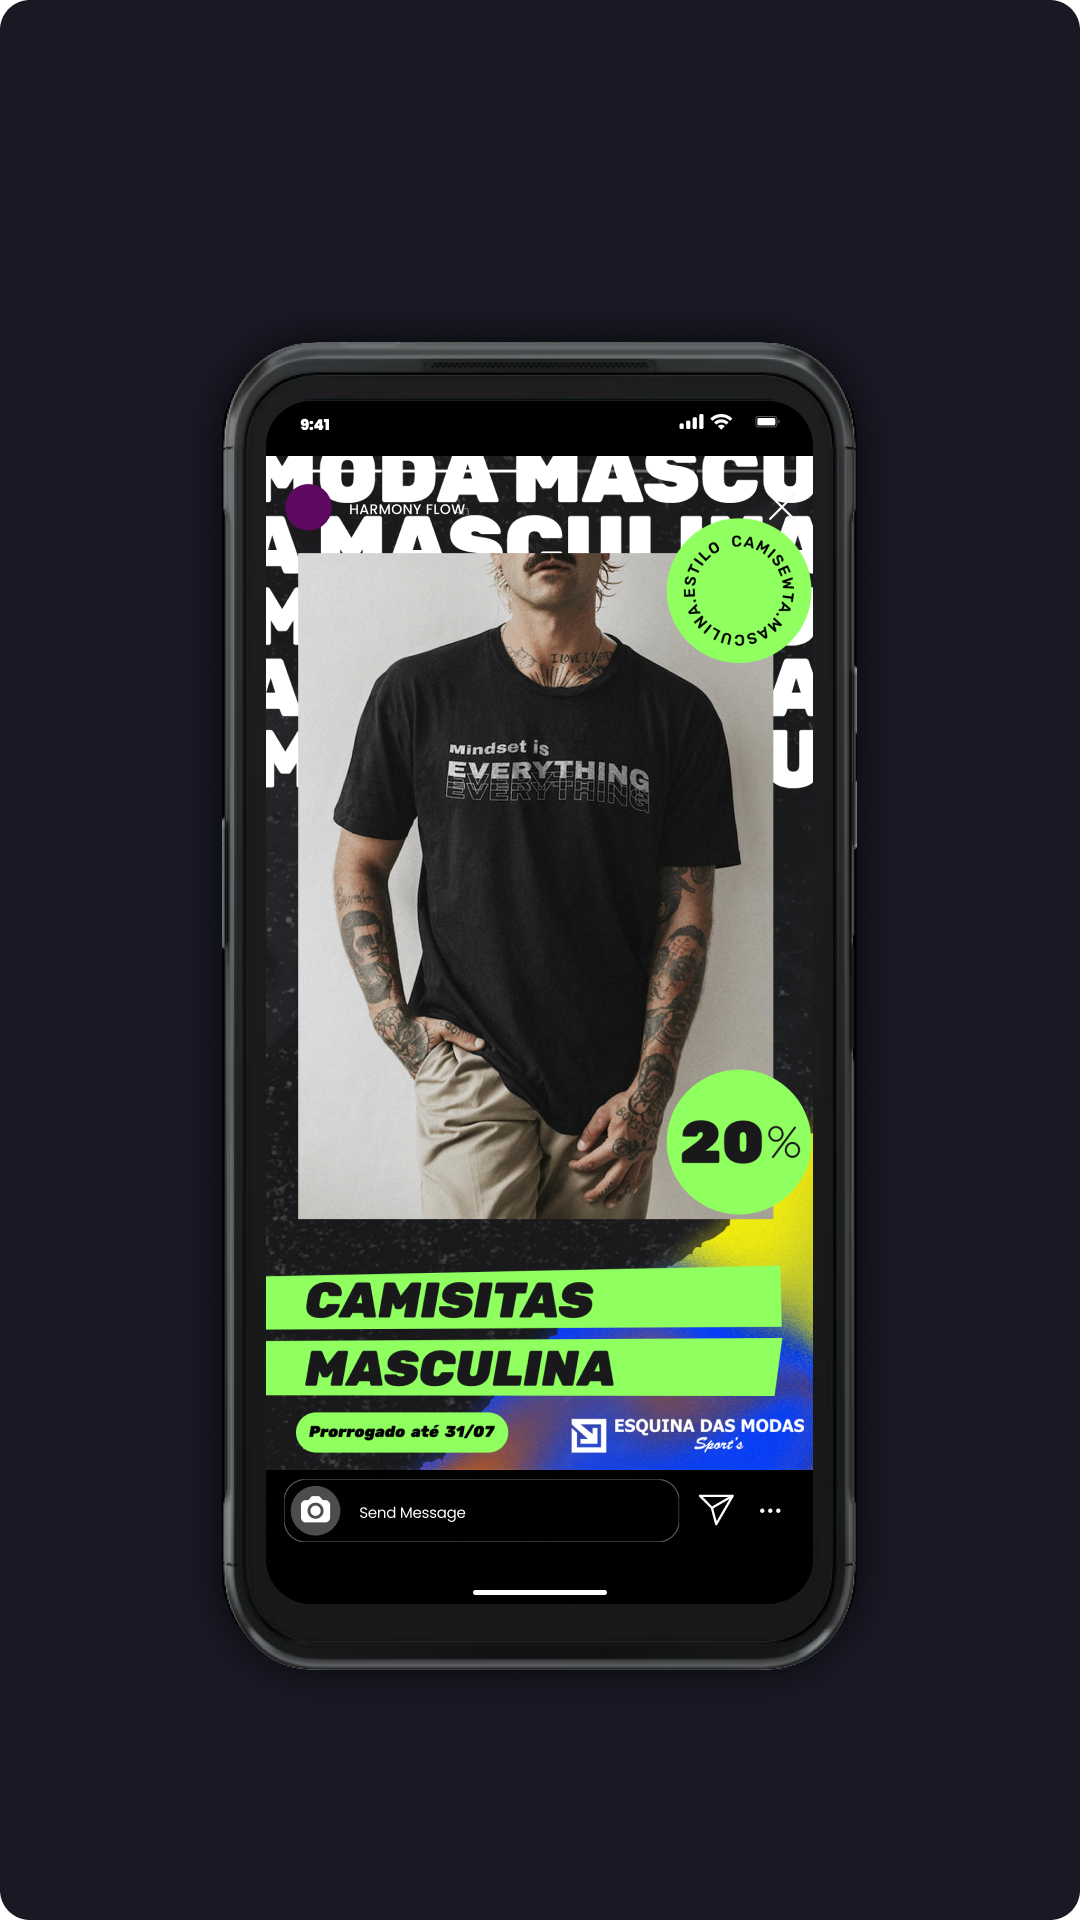 9:41
MODA MASCU
HARMONY FLOW
A MASCULINA
ESTILO CAMISEWTA.MASCULINA.
M
A A
M U
I LOVE
Mindset is
EVERYTHING
EVERYTHING
20%
CAMISITAS
MASCULINA
Prorrogado até 31/07
ESQUINA DAS MODAS
Sport's
Send Message